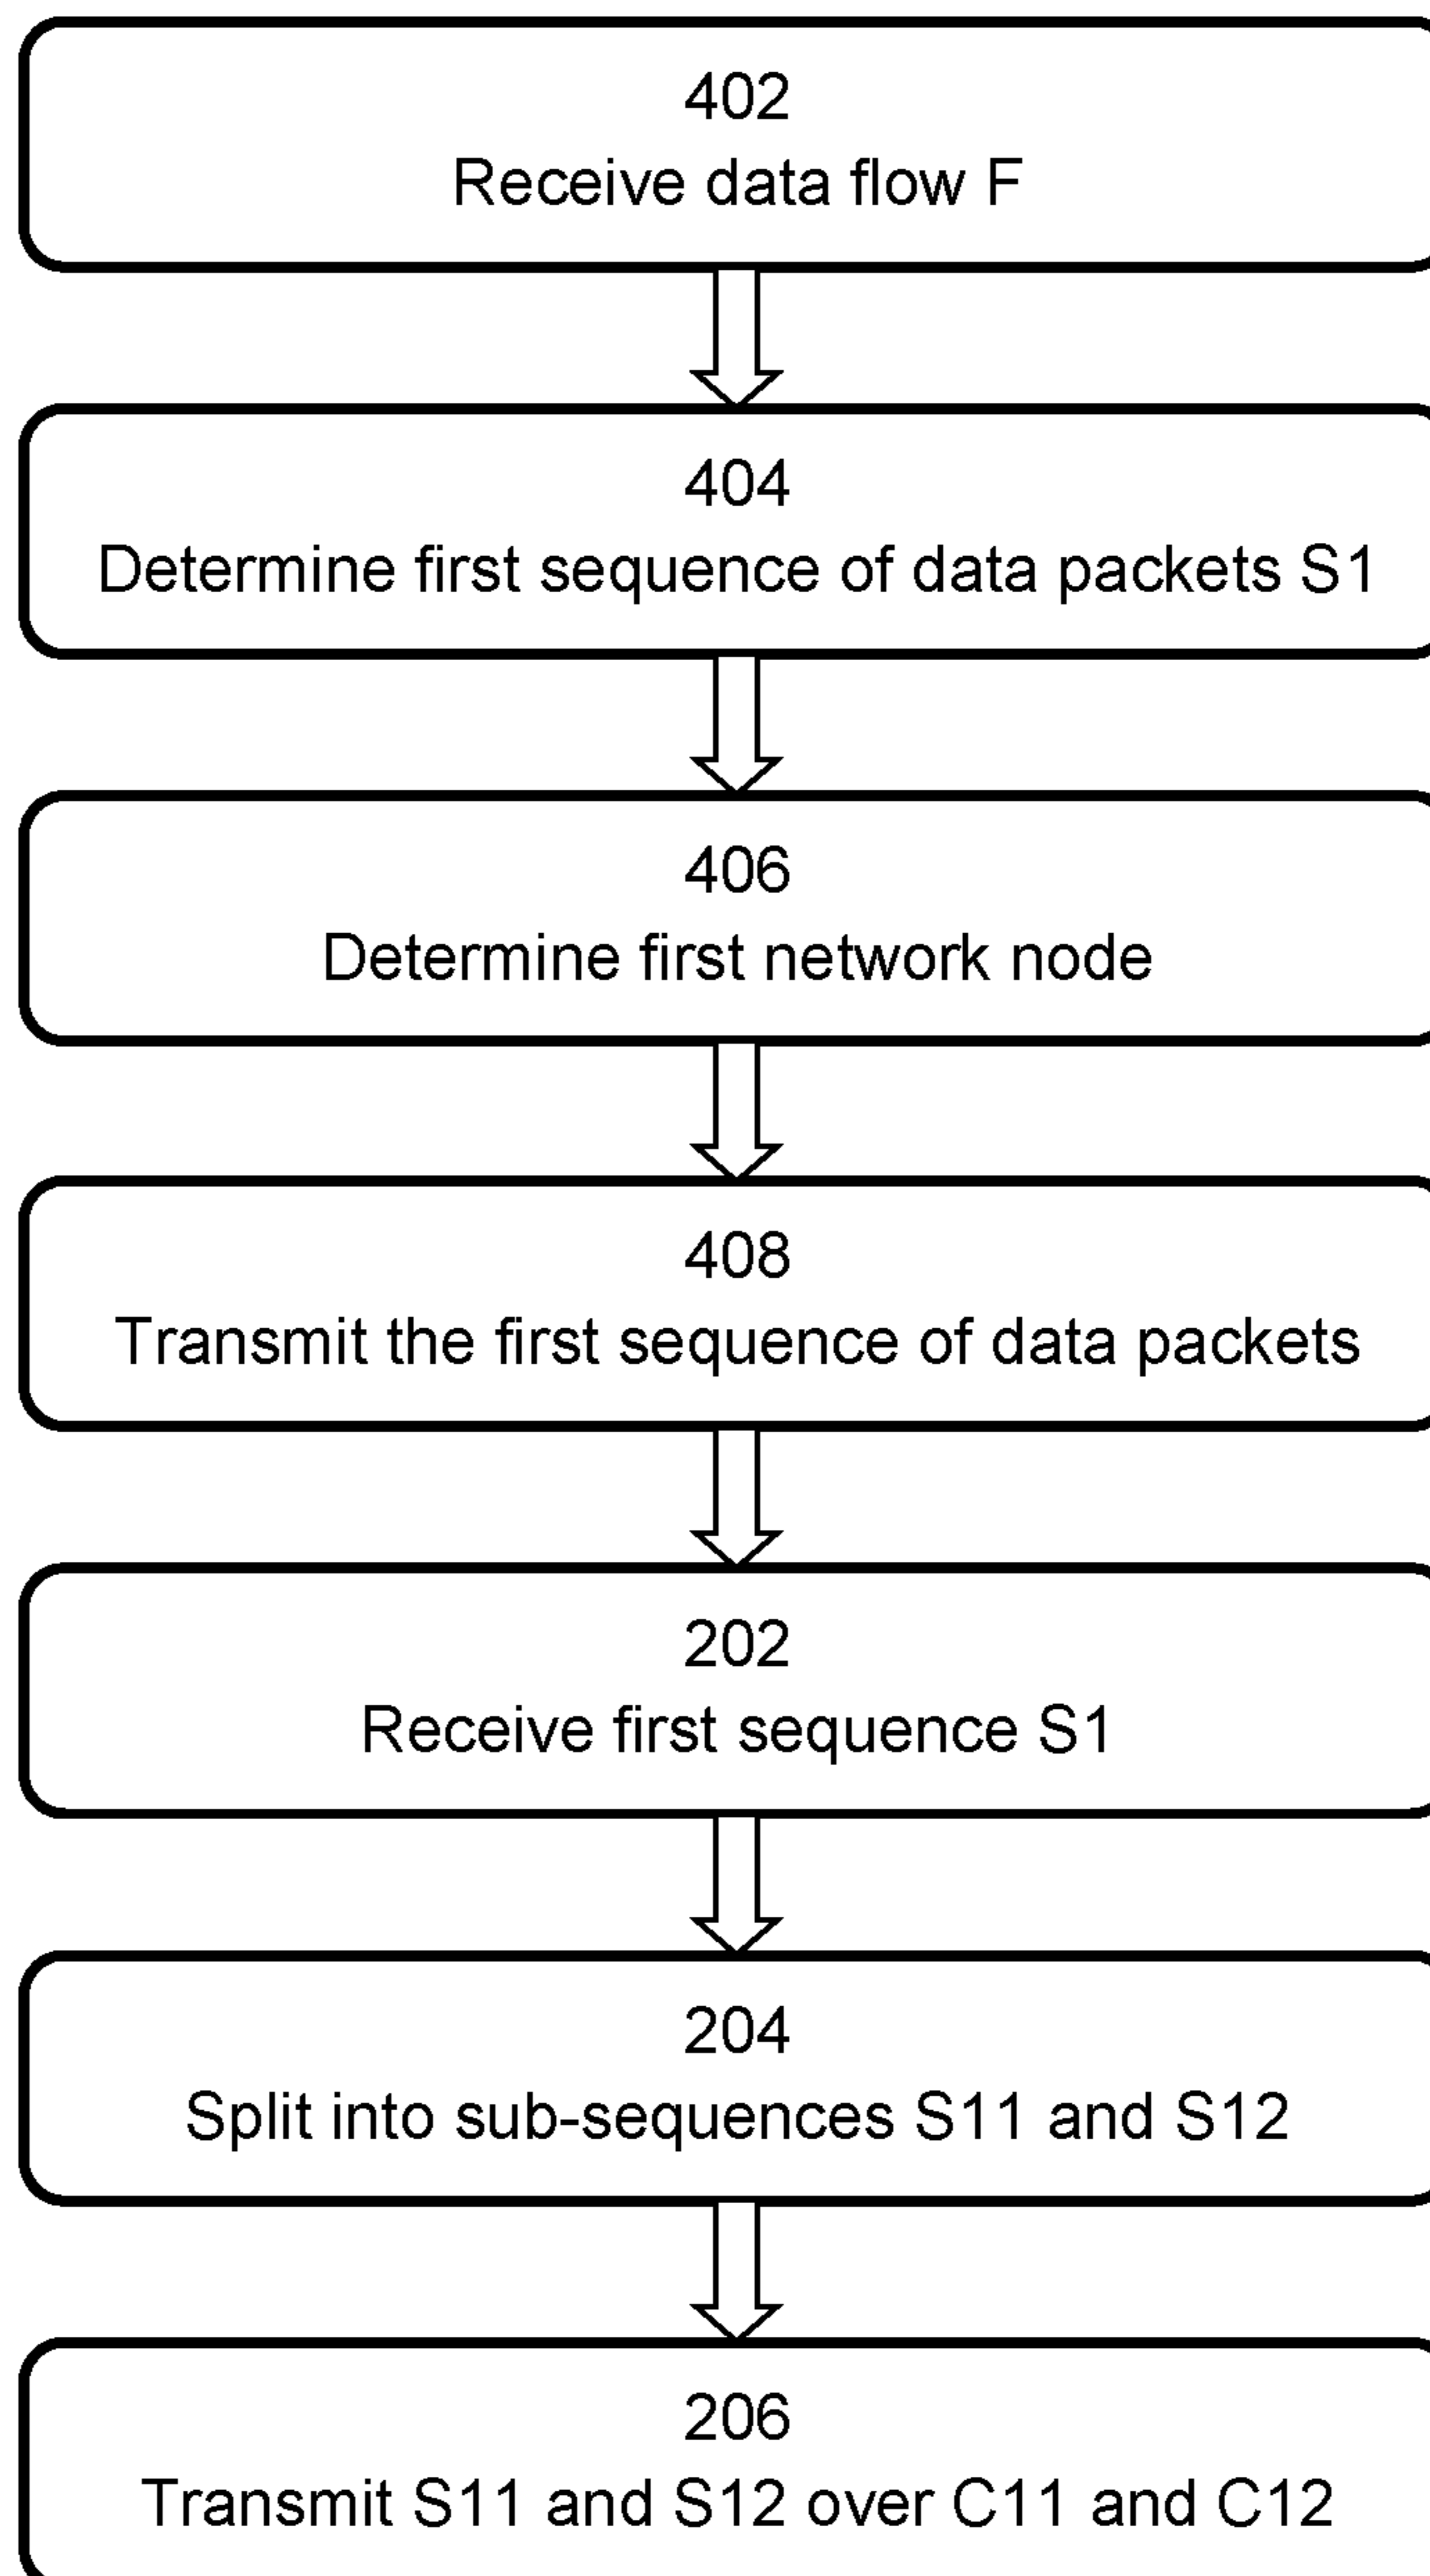 402
Receive data flow F
404
Determine first sequence of data packets S1
406
Determine first network node
408
Transmit the first sequence of data packets
202
Receive first sequence S1
204
Split into sub-sequences S11 and S12
206
Transmit S11 and S12 over C11 and C12